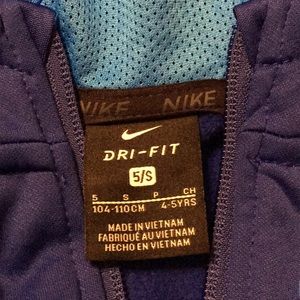 NIKE NIKE
DRI-FIT
5/S
5 S P CH
104-110CM 4-5YRS
MADE IN VIETNAM
FABRIQUÉ AU VIETNAM
HECHO EN VIETNAM